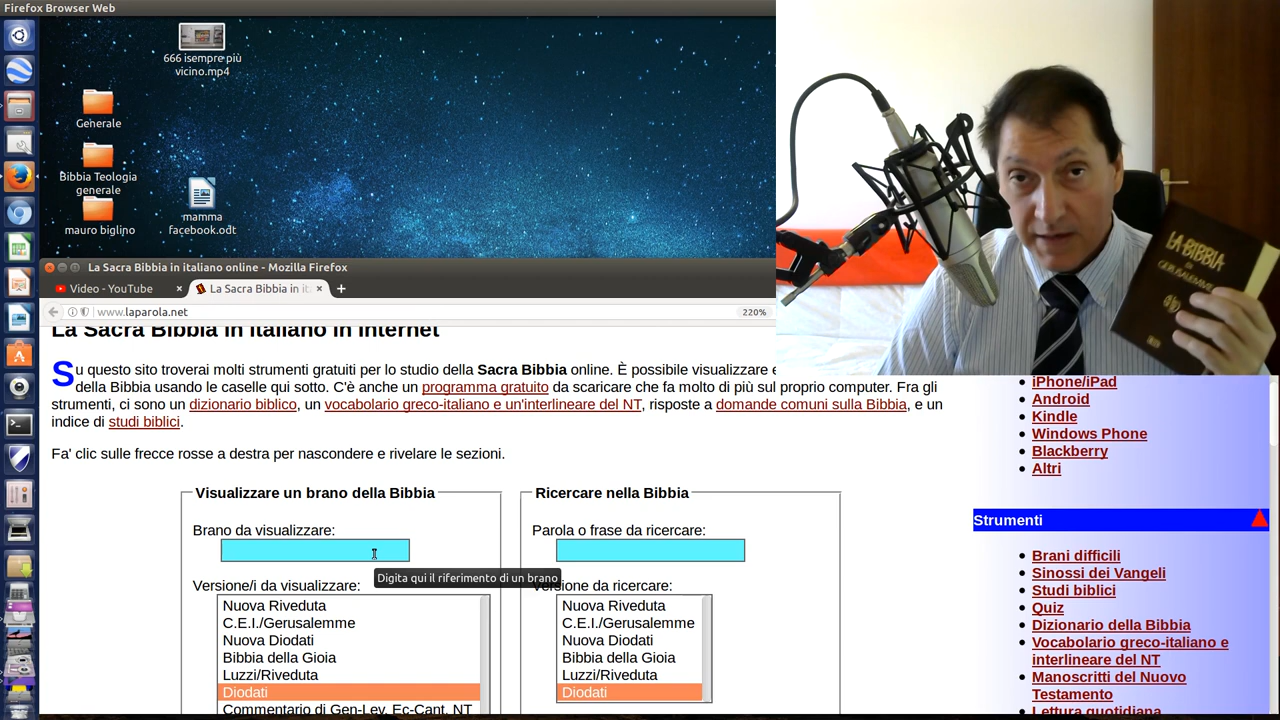 Firefox Browser Web
666 isempre più
vicino.mp4
Generale
Bibbia Teologia
generale
mauro biglino
mamma
facebook.odt
LA BIBBIA
GERUSALEMME
La Sacra Bibbia in italiano online - Mozilla Firefox
Video - YouTube
La Sacra Bibbia in it
www.laparola.net
220%
La Sacra Bibbia in italiano in Internet
Su questo sito troverai molti strumenti gratuiti per lo studio della Sacra Bibbia online. È possibile visualizzare e
della Bibbia usando le caselle qui sotto. C'è anche un programma gratuito da scaricare che fa molto di più sul proprio computer. Fra gli
strumenti, ci sono un dizionario biblico, un vocabolario greco-italiano e un'interlineare del NT, risposte a domande comuni sulla Bibbia, e un
indice di studi biblici.
Fa' clic sulle frecce rosse a destra per nascondere e rivelare le sezioni.
Visualizzare un brano della Bibbia
Brano da visualizzare:
Digita qui il riferimento di un brano
Versione/i da visualizzare:
Nuova Riveduta
C.E.I./Gerusalemme
Nuova Diodati
Bibbia della Gioia
Luzzi/Riveduta
Diodati
Commentario di Gen-Lev, Ec-Cant, NT
Ricercare nella Bibbia
Parola o frase da ricercare:
Versione da ricercare:
Nuova Riveduta
C.E.I./Gerusalemme
Nuova Diodati
Bibbia della Gioia
Luzzi/Riveduta
Diodati
iPhone/iPad
Android
Kindle
Windows Phone
Blackberry
Altri
Strumenti
Brani difficili
Sinossi dei Vangeli
Studi biblici
Quiz
Dizionario della Bibbia
Vocabolario greco-italiano e
interlineare del NT
Manoscritti del Nuovo
Testamento
Lettura quotidiana